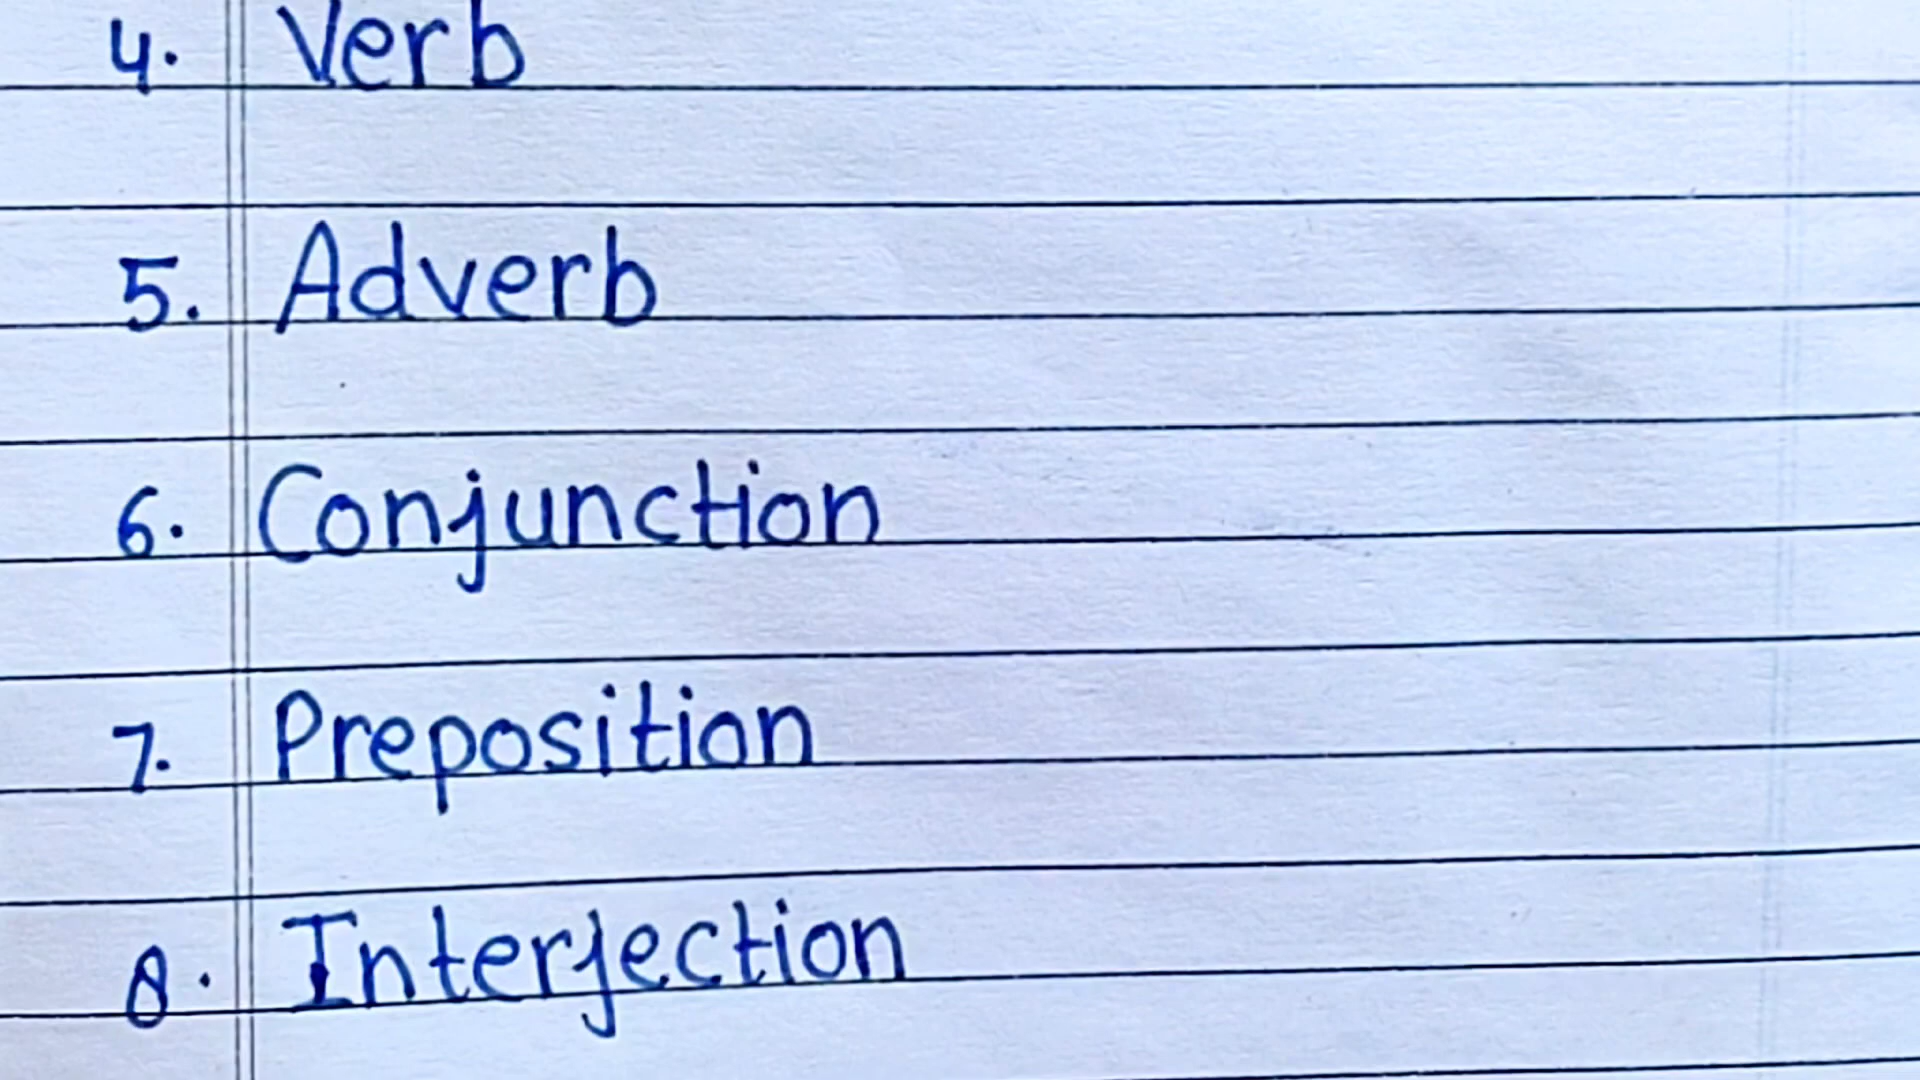 4. Verb
5. Adverb
6. Conjunction
7. Preposition
8. Interjection